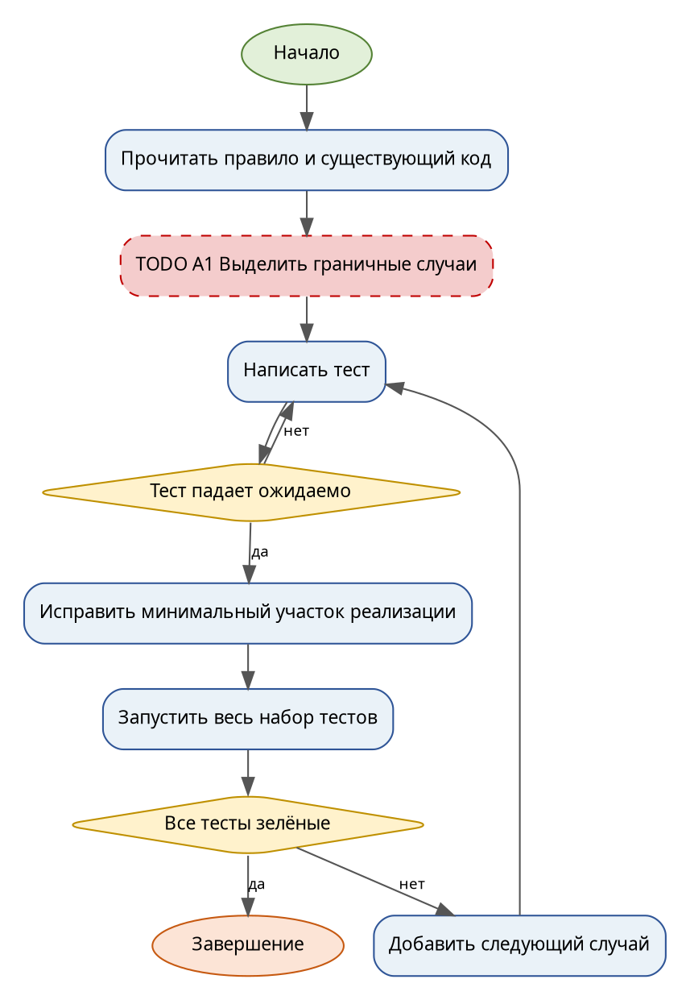 Начало
Прочитать правило и существующий код
TODO A1 Выделить граничные случаи
Написать тест
нет
Тест падает ожидаемо
да
Исправить минимальный участок реализации
Запустить весь набор тестов
Все тесты зелёные
да
нет
Завершение
Добавить следующий случай